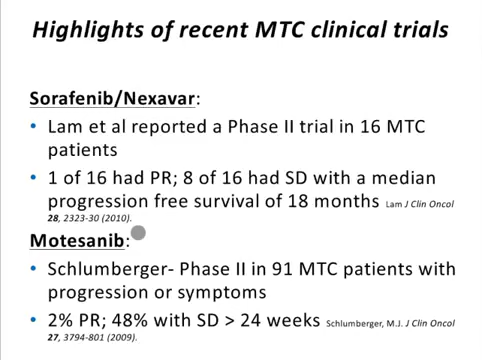 Highlights of recent MTC clinical trials
Sorafenib/Nexavar:
• Lam et al reported a Phase II trial in 16 MTC
patients
• 1 of 16 had PR; 8 of 16 had SD with a median
progression free survival of 18 months Lam J Clin Oncol
28, 2323-30 (2010).
Motesanib:
• Schlumberger- Phase II in 91 MTC patients with
progression or symptoms
• 2% PR; 48% with SD > 24 weeks Schlumberger, M.J. J Clin Oncol
27, 3794-801 (2009).